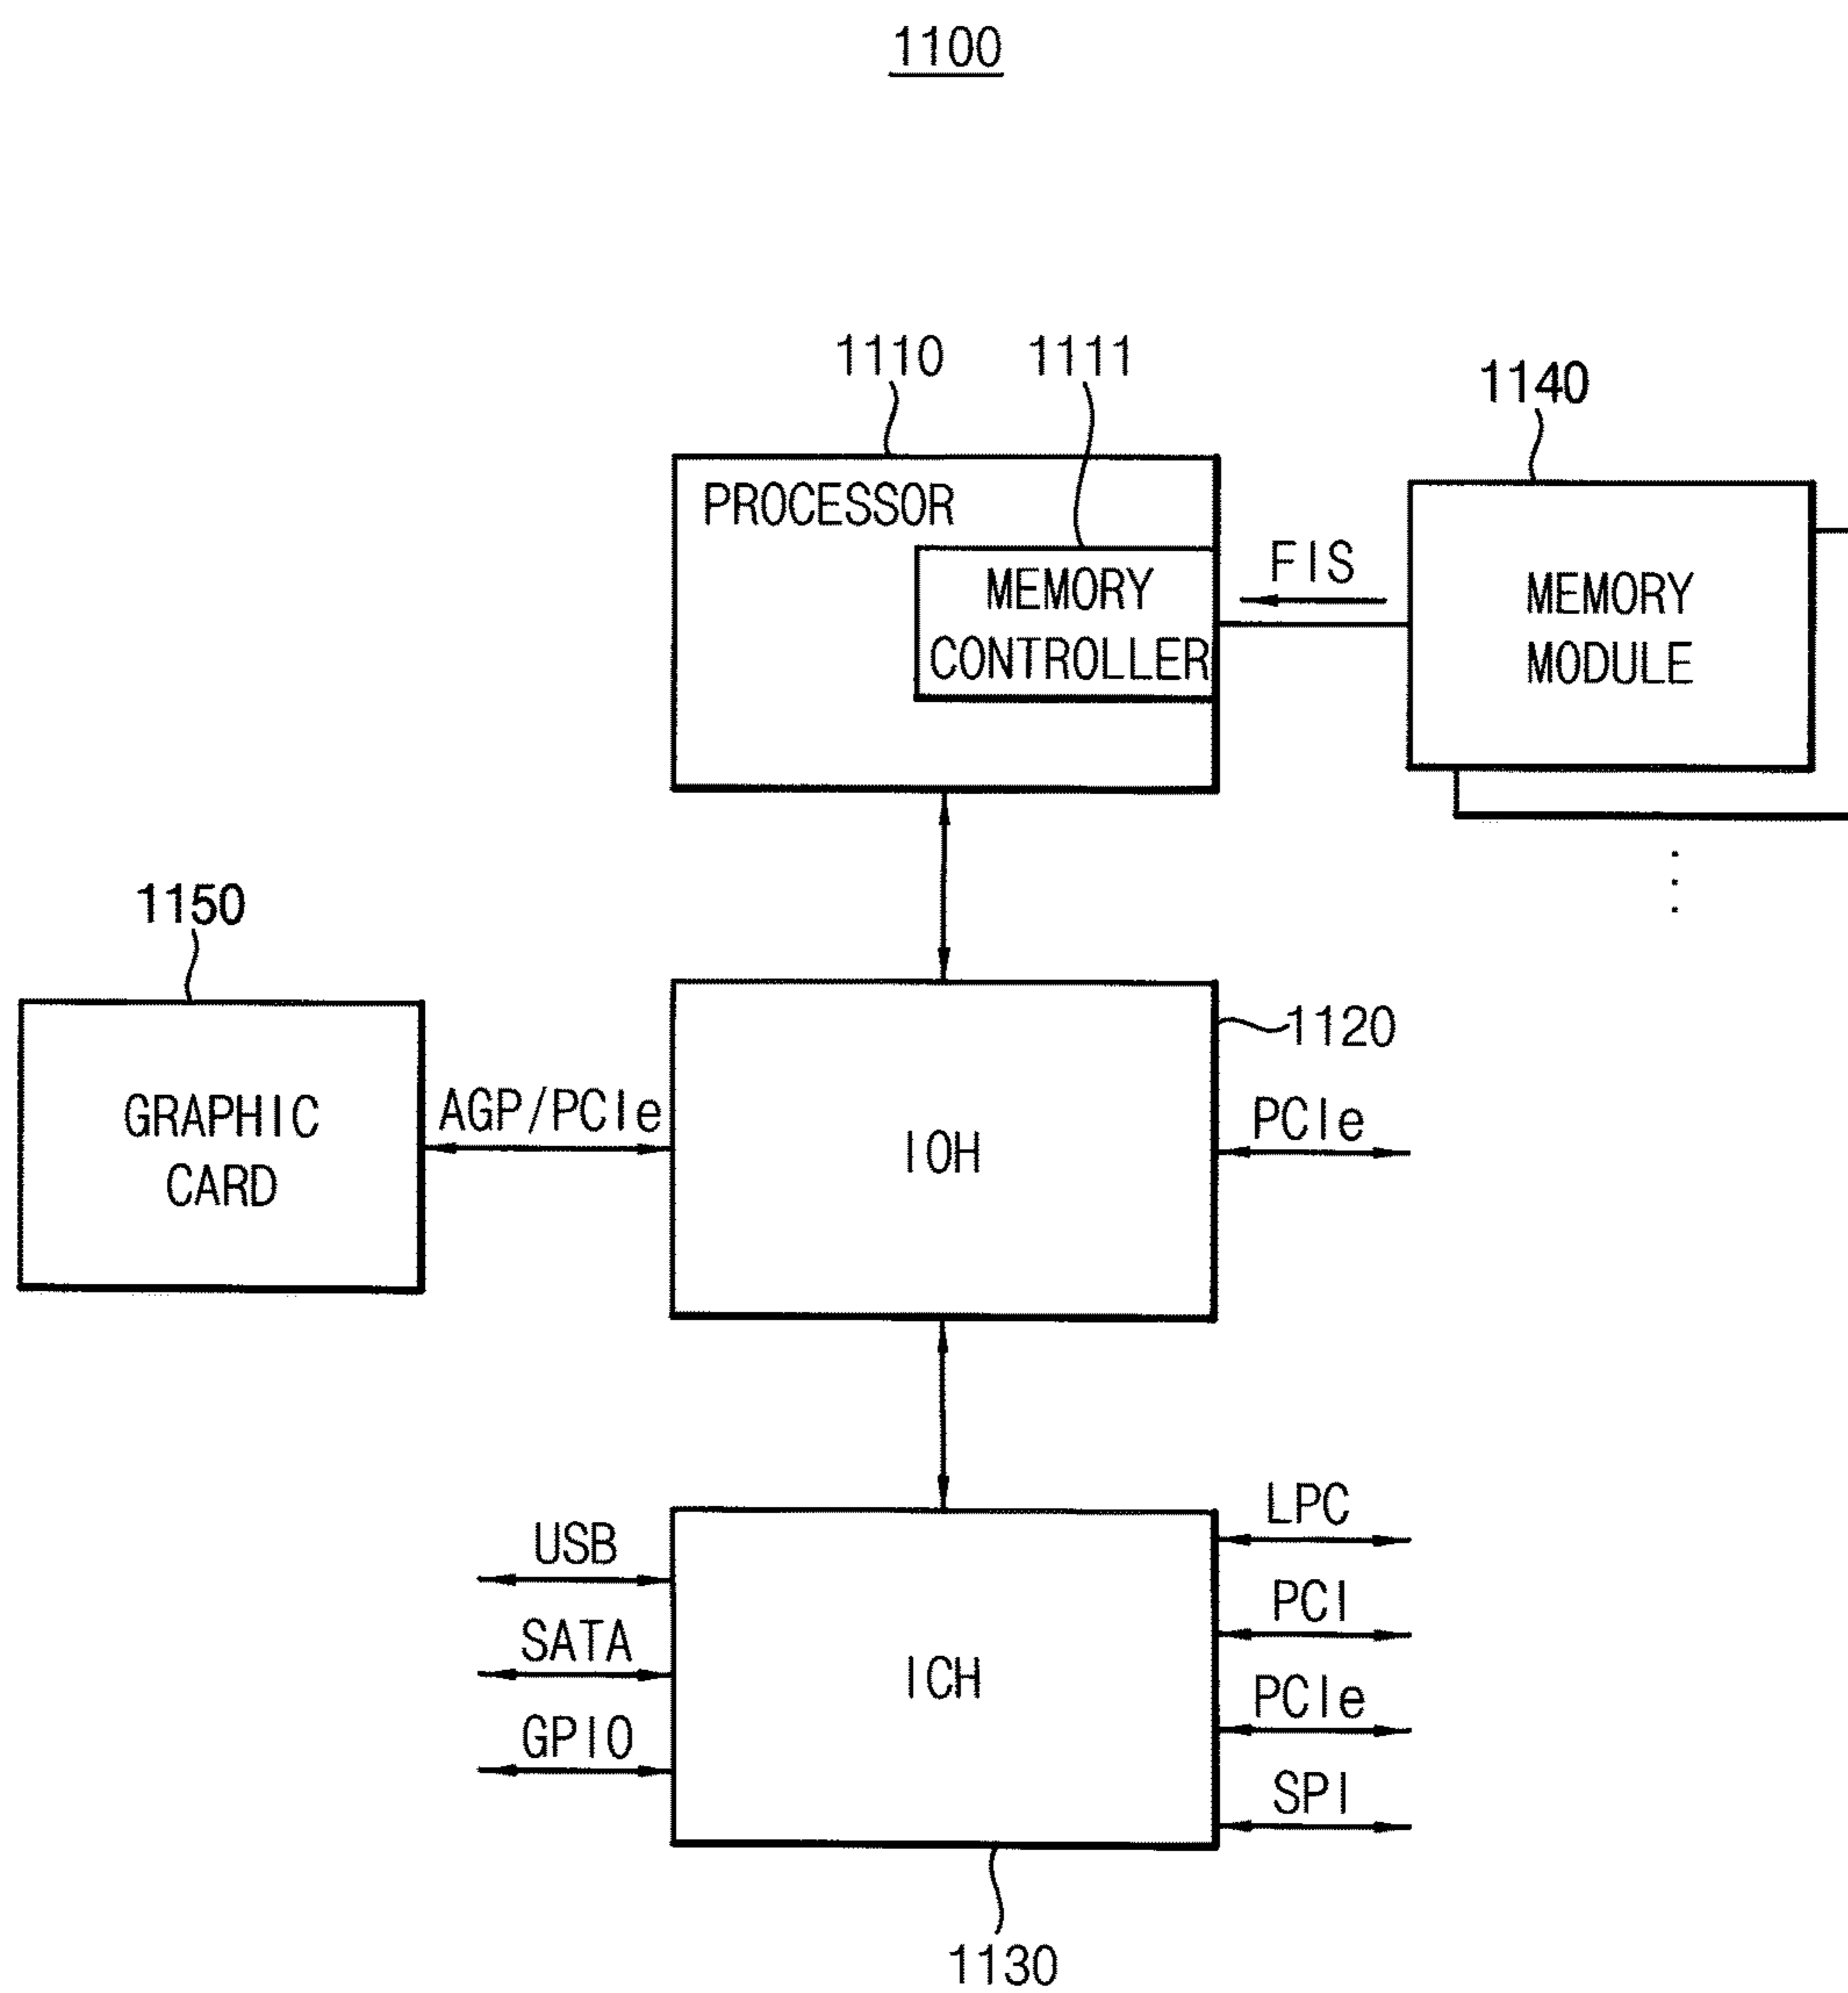 1100
1110
1111
1140
PROCESSOR
MEMORY
CONTROLLER
FIS
MEMORY
MODULE
1150
1120
GRAPHIC
CARD
AGP/PCIe
IOH
PCIe
USB
SATA
GPIO
ICH
LPC
PCI
PCIe
SPI
1130